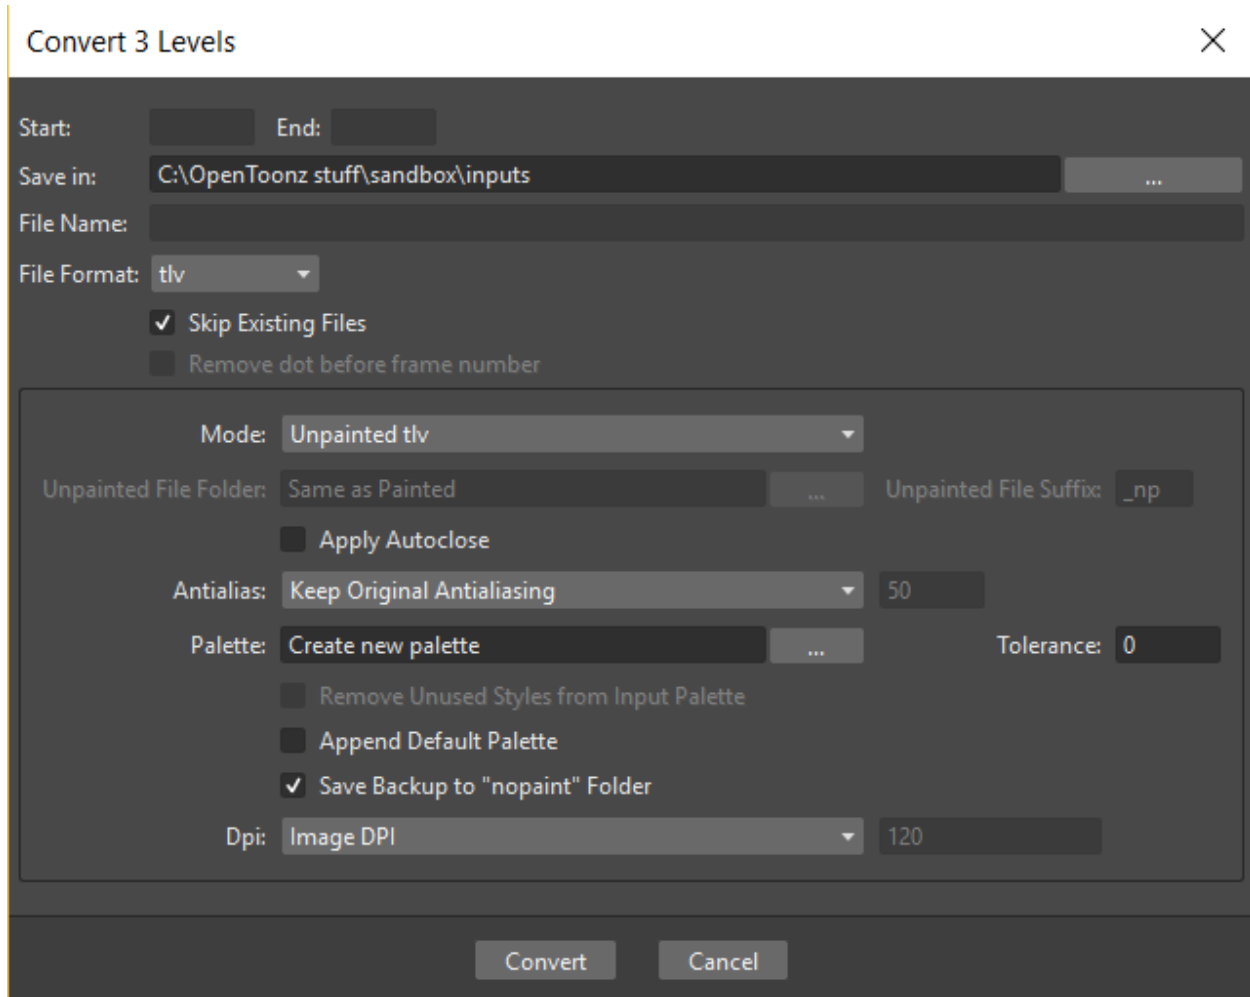 Convert 3 Levels
Start: End:
Save in: C:\OpenToonz stuff\sandbox\inputs ...
File Name:
File Format: tlv
Skip Existing Files
Remove dot before frame number
Mode: Unpainted tlv
Unpainted File Folder: Same as Painted ... Unpainted File Suffix: _np
Apply Autoclose
Antialias: Keep Original Antialiasing 50
Palette: Create new palette ... Tolerance: 0
Remove Unused Styles from Input Palette
Append Default Palette
Save Backup to "nopaint" Folder
Dpi: Image DPI 120
Convert Cancel